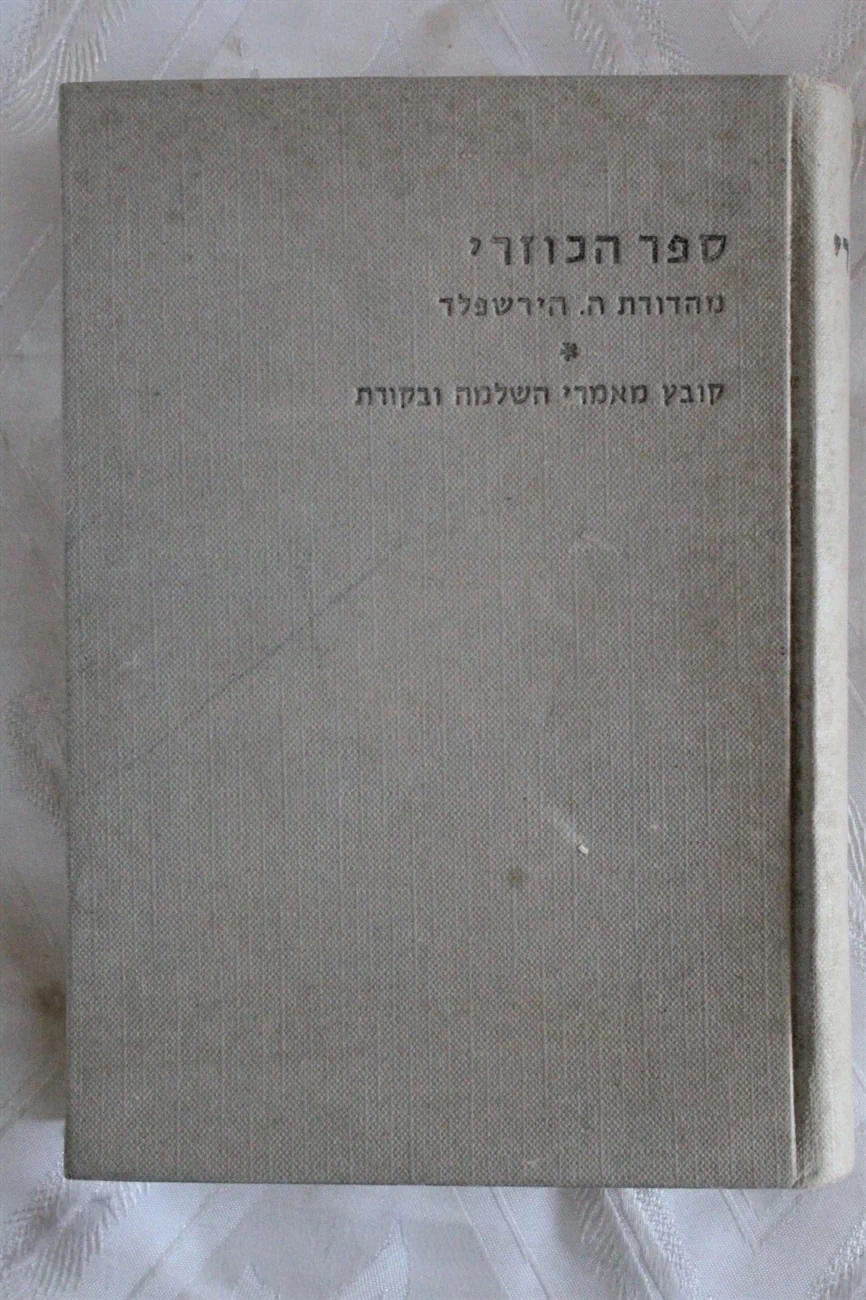 ספר הכוזרי
מהדורת ה. הירשפלד
*
קובץ מאמרי השלמה ובקורת